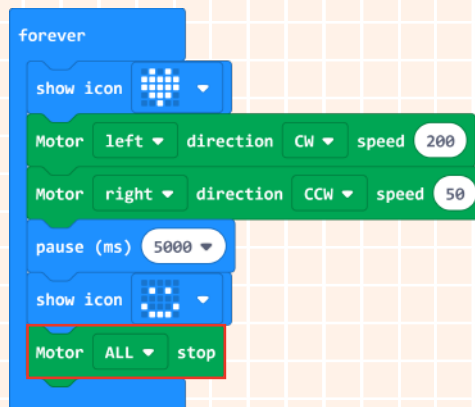 forever
show icon
Motor left direction CW speed 200
Motor right direction CCW speed 50
pause (ms) 5000
show icon
Motor ALL stop